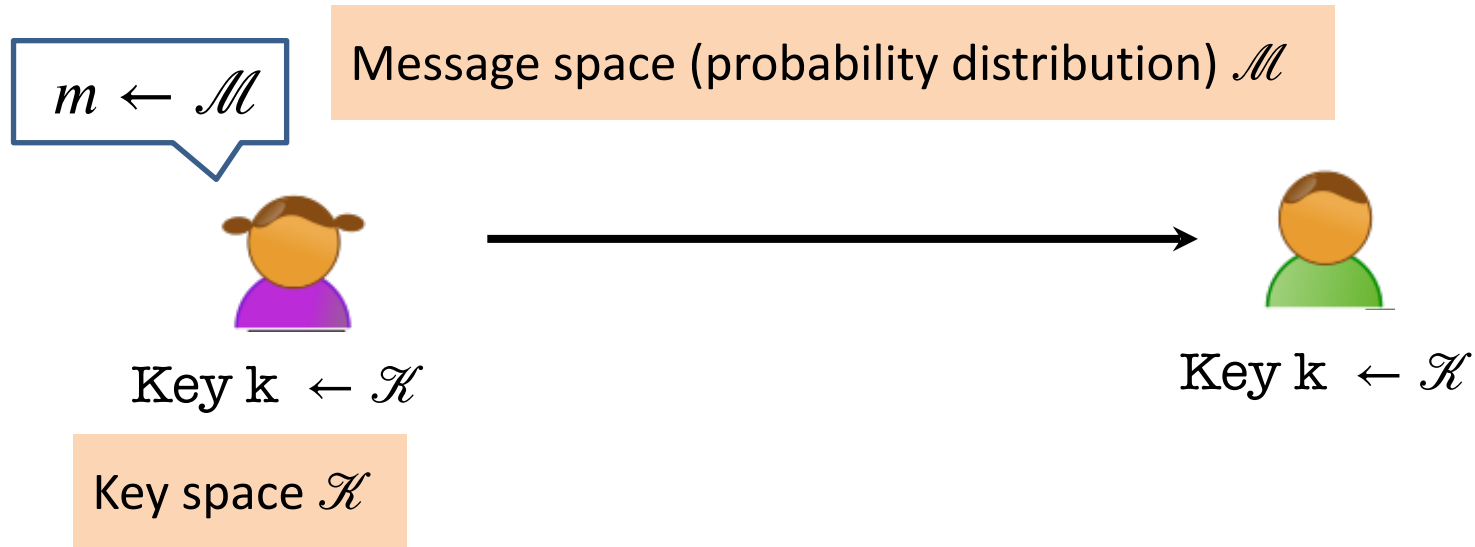 Message space (probability distribution) ℳ
m ← ℳ
Key k ← 𝒦
Key k ← 𝒦
Key space 𝒦